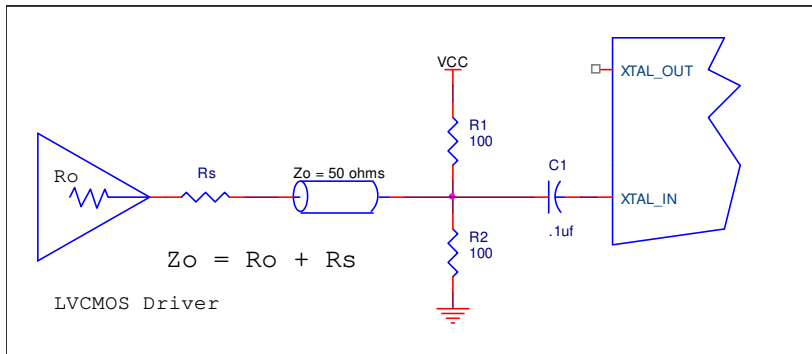 VCC
XTAL_OUT
R1
100
Ro
Rs
Zo = 50 ohms
C1
XTAL_IN
.1uf
R2
100
Zo = Ro + Rs
LVCMOS Driver